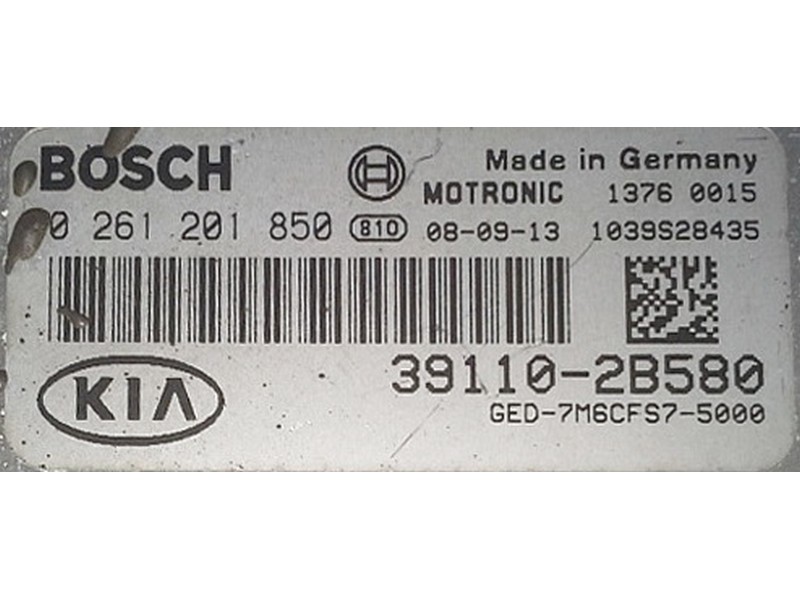 BOSCH Made in Germany
MOTRONIC 1376 0015
0 261 201 850 810 08-09-13 1039S28435
39110-2B580
KIA
GED-7M6CFS7-5000